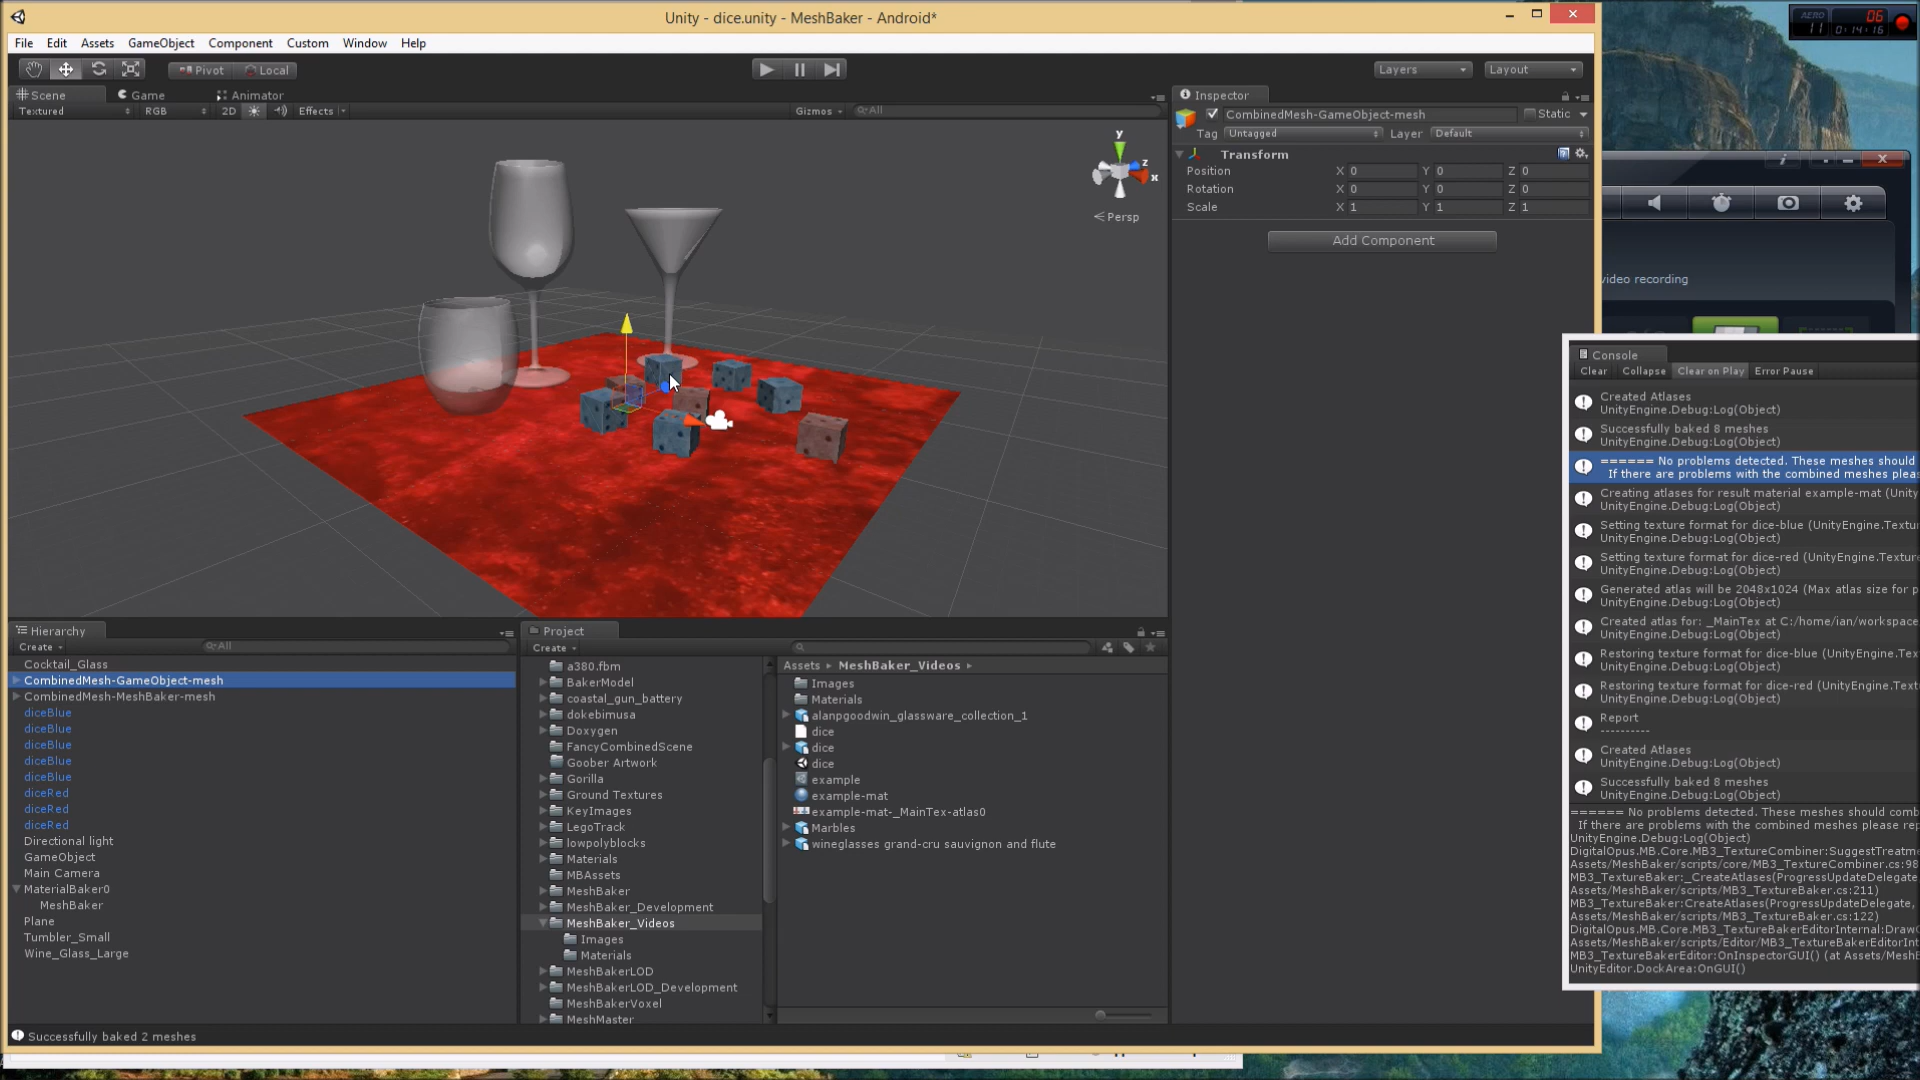 Unity - dice.unity - MeshBaker - Android*
File Edit Assets GameObject Component Custom Window Help
Pivot Local Layers Layout
Scene Game Animator
Textured RGB 2D Effects Gizmos All
y
z
x
Persp
Inspector
CombinedMesh-GameObject-mesh Static
Tag Untagged Layer Default
Transform
Position X 0 Y 0 Z 0
Rotation X 0 Y 0 Z 0
Scale X 1 Y 1 Z 1
Add Component
Hierarchy
Create All
Cocktail_Glass
CombinedMesh-GameObject-mesh
CombinedMesh-MeshBaker-mesh
diceBlue
diceBlue
diceBlue
diceBlue
diceBlue
diceRed
diceRed
diceRed
Directional light
GameObject
Main Camera
MaterialBaker0
MeshBaker
Plane
Tumbler_Small
Wine_Glass_Large
Successfully baked 2 meshes
Project
Create
a380.fbm
BakerModel
coastal_gun_battery
dokebimusa
Doxygen
FancyCombinedScene
Goober Artwork
Gorilla
Ground Textures
KeyImages
LegoTrack
lowpolyblocks
Materials
MBAssets
MeshBaker
MeshBaker_Development
MeshBaker_Videos
Images
Materials
MeshBakerLOD
MeshBakerLOD_Development
MeshBakerVoxel
MeshMaster
Assets MeshBaker_Videos
Images
Materials
alanpgoodwin_glassware_collection_1
dice
dice
dice
example
example-mat
example-mat-_MainTex-atlas0
Marbles
wineglasses grand-cru sauvignon and flute
AERO 06
11 0:14:16
video recording
Console
Clear Collapse Clear on Play Error Pause
Created Atlases
UnityEngine.Debug:Log(Object)
Successfully baked 8 meshes
UnityEngine.Debug:Log(Object)
====== No problems detected. These meshes should
If there are problems with the combined meshes plea
Creating atlases for result material example-mat (Unity
UnityEngine.Debug:Log(Object)
Setting texture format for dice-blue (UnityEngine.Textu
UnityEngine.Debug:Log(Object)
Setting texture format for dice-red (UnityEngine.Texture
UnityEngine.Debug:Log(Object)
Generated atlas will be 2048x1024 (Max atlas size for p
UnityEngine.Debug:Log(Object)
Created atlas for: _MainTex at C:/home/ian/workspace
UnityEngine.Debug:Log(Object)
Restoring texture format for dice-blue (UnityEngine.Tex
UnityEngine.Debug:Log(Object)
Restoring texture format for dice-red (UnityEngine.Text
UnityEngine.Debug:Log(Object)
Report
----------
Created Atlases
UnityEngine.Debug:Log(Object)
Successfully baked 8 meshes
UnityEngine.Debug:Log(Object)
====== No problems detected. These meshes should comb
If there are problems with the combined meshes please rep
UnityEngine.Debug:Log(Object)
DigitalOpus.MB.Core.MB3_TextureCombiner:SuggestTreatme
Assets/MeshBaker/scripts/core/MB3_TextureCombiner.cs:98
MB3_TextureBaker:_CreateAtlases(ProgressUpdateDelegate
Assets/MeshBaker/scripts/MB3_TextureBaker.cs:211)
MB3_TextureBaker:CreateAtlases(ProgressUpdateDelegate,
Assets/MeshBaker/scripts/MB3_TextureBaker.cs:122)
DigitalOpus.MB.Core.MB3_TextureBakerEditorInternal:DrawG
Assets/MeshBaker/scripts/Editor/MB3_TextureBakerEditorInt
MB3_TextureBakerEditor:OnInspectorGUI() (at Assets/MeshB
UnityEditor.DockArea:OnGUI()